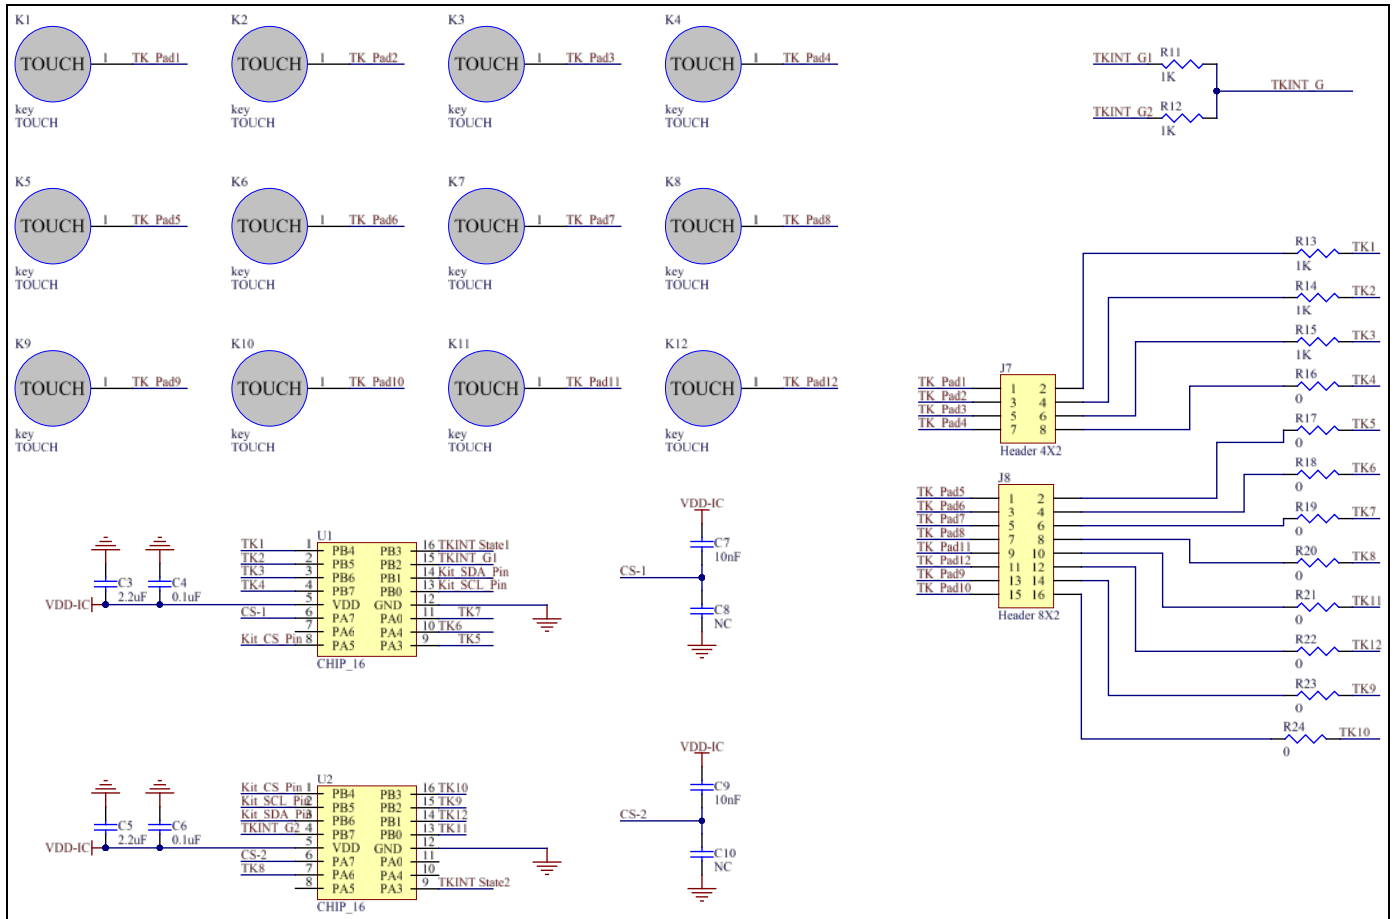 K1
TOUCH
1
TK_Pad1
key
TOUCH
K2
TOUCH
1
TK_Pad2
key
TOUCH
K3
TOUCH
1
TK_Pad3
key
TOUCH
K4
TOUCH
1
TK_Pad4
key
TOUCH
TKINT_G1
R11
1K
TKINT_G
TKINT_G2
R12
1K
K5
TOUCH
1
TK_Pad5
key
TOUCH
K6
TOUCH
1
TK_Pad6
key
TOUCH
K7
TOUCH
1
TK_Pad7
key
TOUCH
K8
TOUCH
1
TK_Pad8
key
TOUCH
K9
TOUCH
1
TK_Pad9
key
TOUCH
K10
TOUCH
1
TK_Pad10
key
TOUCH
K11
TOUCH
1
TK_Pad11
key
TOUCH
K12
TOUCH
1
TK_Pad12
key
TOUCH
R13 TK1
1K
R14 TK2
1K
R15 TK3
1K
R16 TK4
0
R17 TK5
0
R18 TK6
0
R19 TK7
0
R20 TK8
0
R21 TK11
0
R22 TK12
0
R23 TK9
0
R24 TK10
0
J7
TK_Pad1 1 2
TK_Pad2 3 4
TK_Pad3 5 6
TK_Pad4 7 8
Header 4X2
J8
TK_Pad5 1 2
TK_Pad6 3 4
TK_Pad7 5 6
TK_Pad8 7 8
TK_Pad11 9 10
TK_Pad12 11 12
TK_Pad9 13 14
TK_Pad10 15 16
Header 8X2
C3
2.2uF
C4
0.1uF
VDD-IC
U1
TK1 1 PB4 PB3 16 TKINT State1
TK2 2 PB5 PB2 15 TKINT_G1
TK3 3 PB6 PB1 14 Kit_SDA_Pin
TK4 4 PB7 PB0 13 Kit_SCL_Pin
5 VDD GND 12
CS-1 6 PA7 PA0 11 TK7
7 PA6 PA4 10 TK6
Kit_CS_Pin 8 PA5 PA3 9 TK5
CHIP_16
VDD-IC
C7
10nF
CS-1
C8
NC
C5
2.2uF
C6
0.1uF
VDD-IC
U2
Kit_CS_Pin 1 PB4 PB3 16 TK10
Kit_SCL_Pin 2 PB5 PB2 15 TK9
Kit_SDA_Pin 3 PB6 PB1 14 TK12
TKINT_G2 4 PB7 PB0 13 TK11
5 VDD GND 12
CS-2 6 PA7 PA0 11
TK8 7 PA6 PA4 10
8 PA5 PA3 9 TKINT State2
CHIP_16
VDD-IC
C9
10nF
CS-2
C10
NC